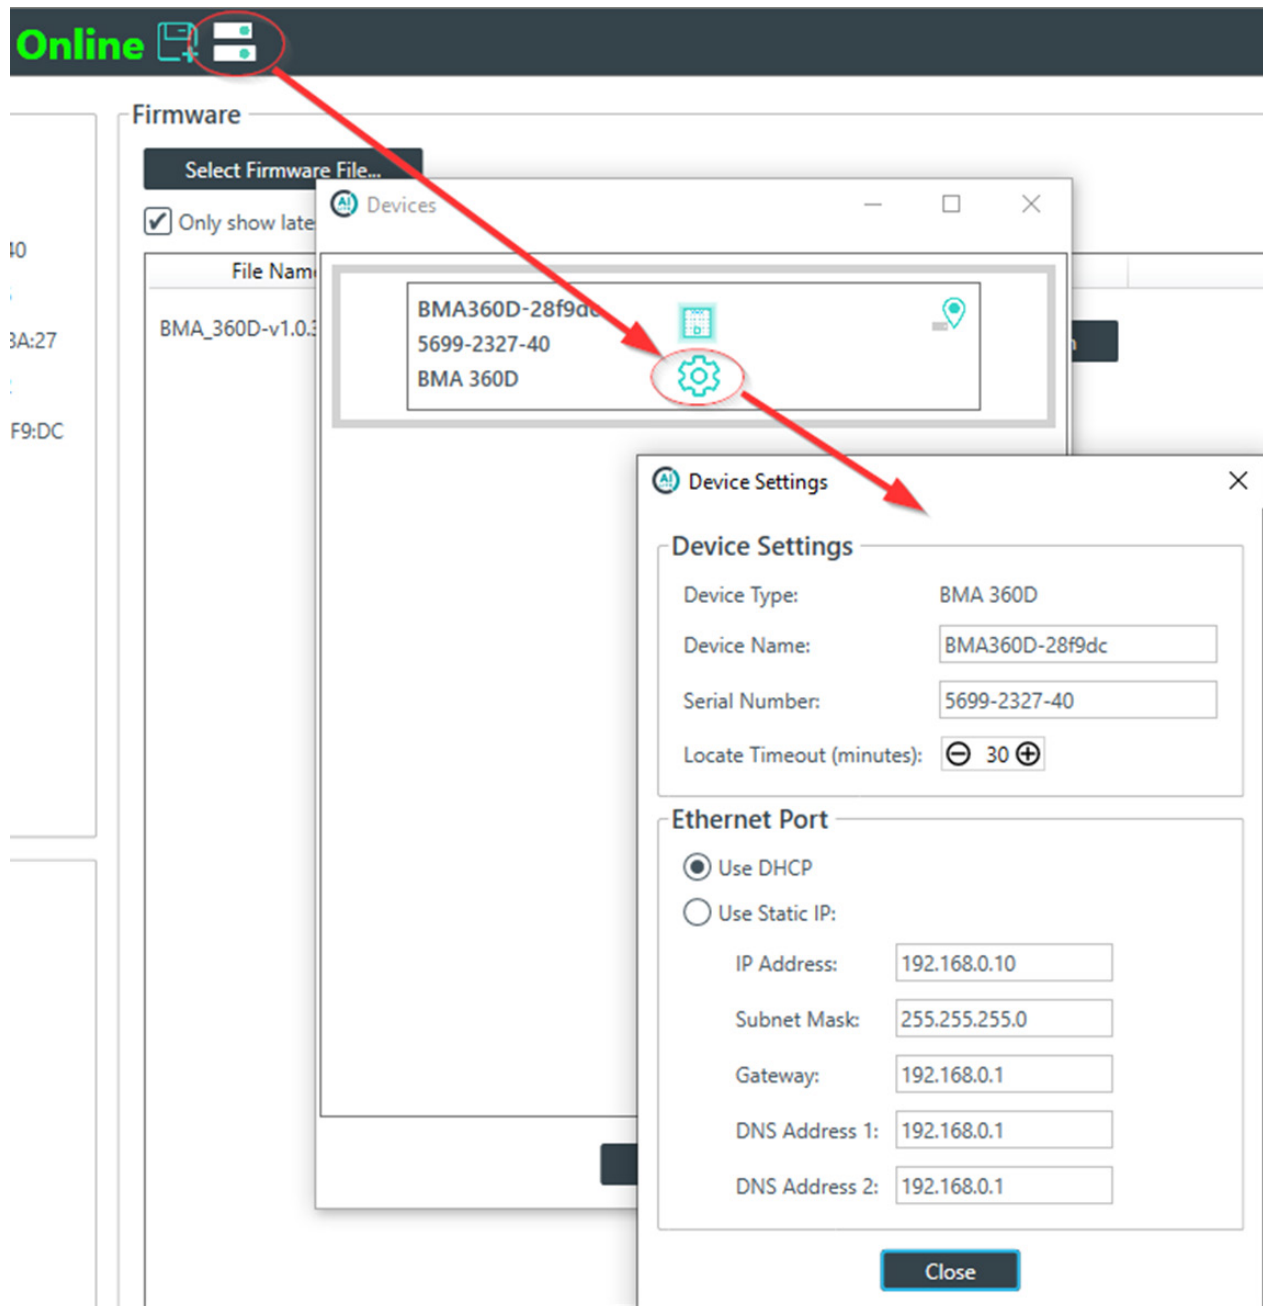 Online
Firmware
Select Firmware File...
Only show late
File Nam
BMA_360D-v1.0.3
40
3A:27
F9:DC
Devices
BMA360D-28f9dc
5699-2327-40
BMA 360D
Device Settings
Device Settings
Device Type: BMA 360D
Device Name: BMA360D-28f9dc
Serial Number: 5699-2327-40
Locate Timeout (minutes): 30
Ethernet Port
Use DHCP
Use Static IP:
IP Address: 192.168.0.10
Subnet Mask: 255.255.255.0
Gateway: 192.168.0.1
DNS Address 1: 192.168.0.1
DNS Address 2: 192.168.0.1
Close